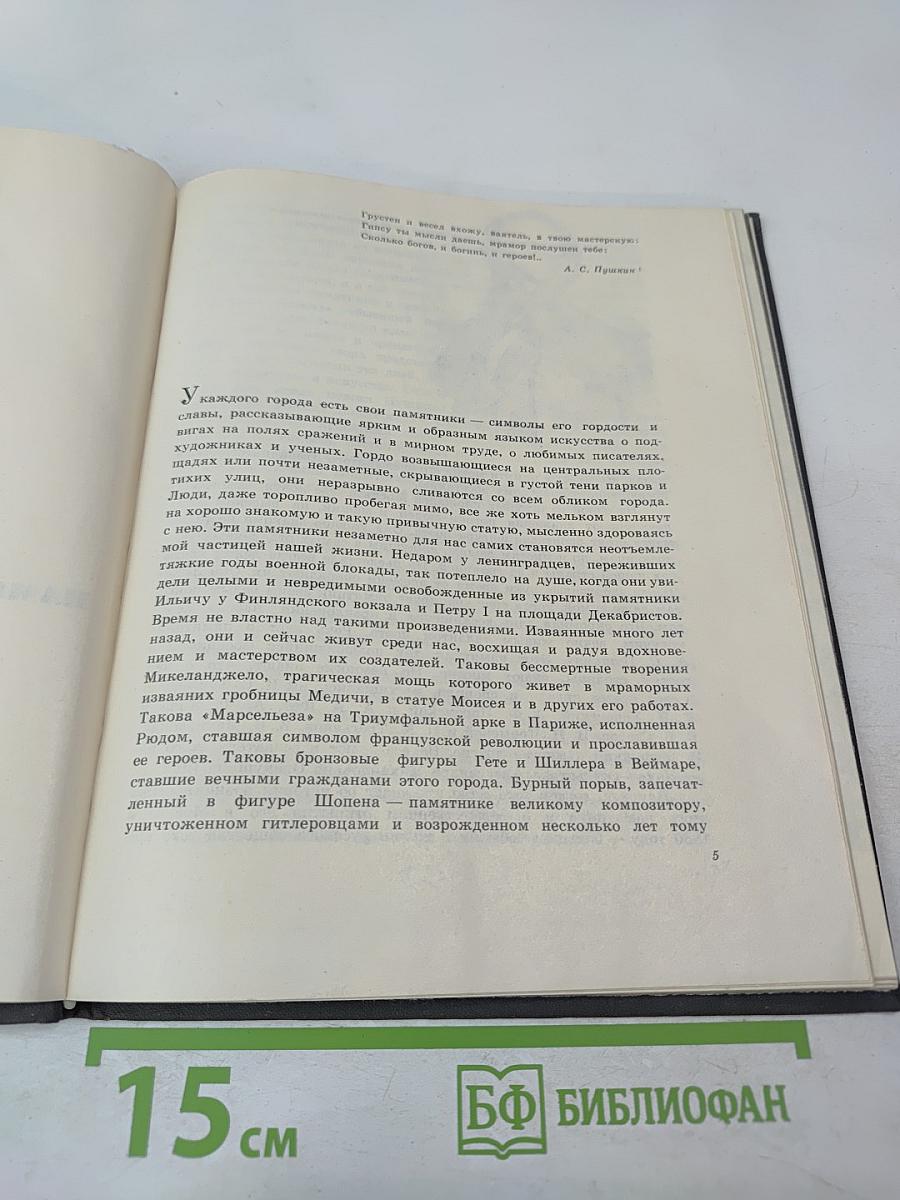 Грустен и весел вхожу, ваятель, в твою мастерскую:
Гипсу ты мысли даешь, мрамор послушен тебе:
Сколько богов, и богинь, и героев!..
А. С. Пушкин ¹
У каждого города есть свои памятники — символы его гордости и
славы, рассказывающие ярким и образным языком искусства о под-
вигах на полях сражений и в мирном труде, о любимых писателях,
художниках и ученых. Гордо возвышающиеся на центральных пло-
щадях или почти незаметные, скрывающиеся в густой тени парков и
тихих улиц, они неразрывно сливаются со всем обликом города.
Люди, даже торопливо пробегая мимо, все же хоть мельком взглянут
на хорошо знакомую и такую привычную статую, мысленно здороваясь
с нею. Эти памятники незаметно для нас самих становятся неотъемле-
мой частицей нашей жизни. Недаром у ленинградцев, переживших
тяжкие годы военной блокады, так потеплело на душе, когда они уви-
дели целыми и невредимыми освобожденные из укрытий памятники
Ильичу у Финляндского вокзала и Петру I на площади Декабристов.
Время не властно над такими произведениями. Изваянные много лет
назад, они и сейчас живут среди нас, восхищая и радуя вдохнове-
нием и мастерством их создателей. Таковы бессмертные творения
Микеланджело, трагическая мощь которого живет в мраморных
изваяниях гробницы Медичи, в статуе Моисея и в других его работах.
Такова «Марсельеза» на Триумфальной арке в Париже, исполненная
Рюдом, ставшая символом французской революции и прославившая
ее героев. Таковы бронзовые фигуры Гете и Шиллера в Веймаре,
ставшие вечными гражданами этого города. Бурный порыв, запечат-
ленный в фигуре Шопена — памятнике великому композитору,
уничтоженном гитлеровцами и возрожденном несколько лет тому
5
15 см
БФ БИБЛИОФАН